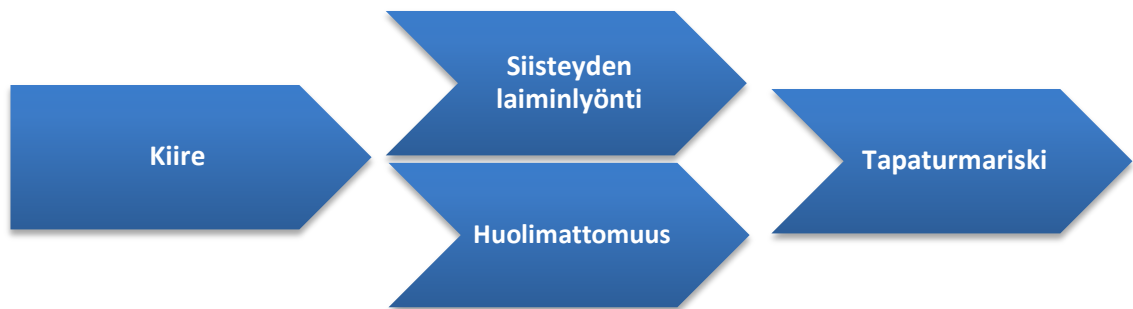 Kiire
Siisteyden
laiminlyönti
Huolimattomuus
Tapaturmariski